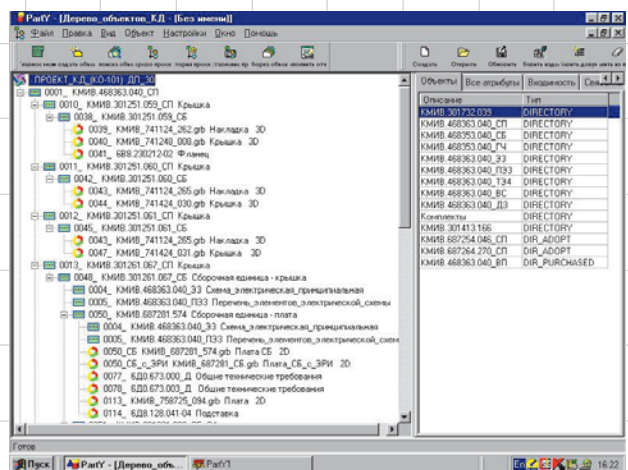 PartY - [Дерево_объектов_КД - [Без имени]]
Файл Правка Вид Объект Настройки Окно Помощь
Создать Открыть Обновить
ПРОЕКТ_КД_(КО-101)_ДП_30
0001_ КМИВ.468363.040_СП
0010_ КМИВ.301251.059_СП Крышка
0038_ КМИВ.301251.059_СБ
0039_ КМИВ_741124_262.grb Накладка 3D
0040_ КМИВ_741248_008.grb Крышка 3D
0041_ 6В8.230212-02 Фланец
0011_ КМИВ.301251.060_СП Крышка
0042_ КМИВ.301251.060_СБ
0043_ КМИВ_741124_265.grb Накладка 3D
0044_ КМИВ_741424_030.grb Крышка 3D
0012_ КМИВ.301251.061_СП Крышка
0045_ КМИВ.301251.061_СБ
0043_ КМИВ_741124_265.grb Накладка 3D
0047_ КМИВ_741424_031.grb Крышка 3D
0013_ КМИВ.301261.067_СП Крышка
0048_ КМИВ.301261.067_СБ Сборочная единица - крышка
0004_ КМИВ.468363.040_Э3 Схема_электрическая_принципиальная
0005_ КМИВ.468363.040_ПЭ3 Перечень_элементов_электрической_схемы
0050_ КМИВ.687281.574 Сборочная единица - плата
0004_ КМИВ.468363.040_Э3 Схема_электрическая_принципиальная
0005_ КМИВ.468363.040_ПЭ3 Перечень_элементов_электрической_схем
0050_СБ КМИВ_687281_574.grb Плата СБ 2D
0050_СБ_с_ЭРИ КМИВ_687281_СБ.grb Плата_СБ_с_ЭРИ 2D
0077_ 6Д0.673.000_Д Общие технические требования
0078_ 6Д0.673.003_Д Общие технические требования
0113_ КМИВ_758725_094.grb Плата 2D
0114_ 6Д8.128.041-04 Подставка
Объекты Все атрибуты Входимость
Описание Тип
КМИВ.301732.039 DIRECTORY
КМИВ.468363.040_СП DIRECTORY
КМИВ.468353.040_СБ DIRECTORY
КМИВ.468353.040_ГЧ DIRECTORY
КМИВ.468363.040_Э3 DIRECTORY
КМИВ.468363.040_ПЭ3 DIRECTORY
КМИВ.468363.040_ТЭ4 DIRECTORY
КМИВ.468363.040_ВС DIRECTORY
КМИВ.468363.040_Д3 DIRECTORY
Комплекты DIRECTORY
КМИВ.301413.166 DIRECTORY
КМИВ.687254.046_СП DIR_ADOPT
КМИВ.687264.270_СП DIR_ADOPT
КМИВ.468363.040_ВП DIR_PURCHASED
Готов
Пуск PartY - [Дерево_объ... PartY1 En 16:22